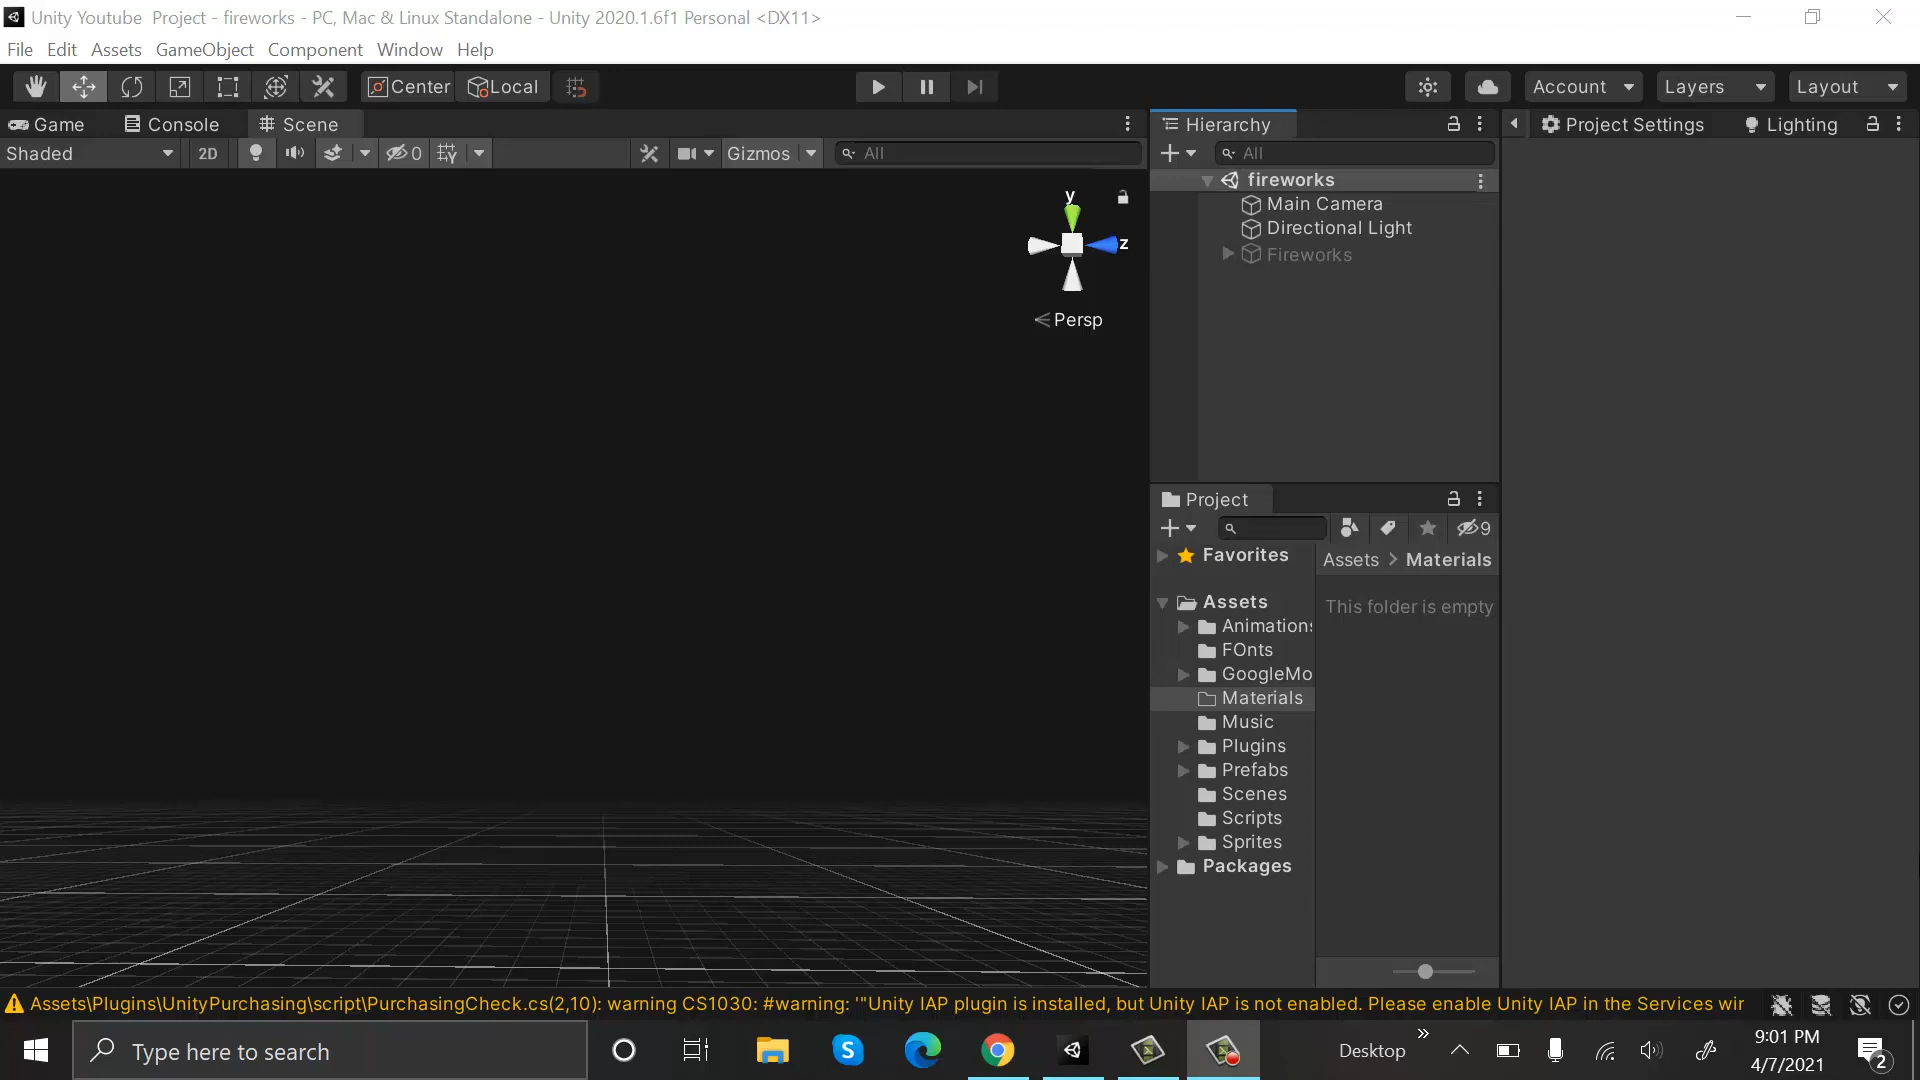 Unity Youtube  Project - fireworks - PC, Mac & Linux Standalone - Unity 2020.1.6f1 Personal <DX11>
File Edit Assets GameObject Component Window Help
Center Local Account Layers Layout
Game Console Scene Hierarchy Project Settings Lighting
Shaded 2D 0 Gizmos All All
fireworks
y
Main Camera
Directional Light
z
Fireworks
Persp
Project
9
Favorites
Assets > Materials
Assets
This folder is empty
Animations
FOnts
GoogleMo
Materials
Music
Plugins
Prefabs
Scenes
Scripts
Sprites
Packages
Assets\Plugins\UnityPurchasing\script\PurchasingCheck.cs(2,10): warning CS1030: #warning: '"Unity IAP plugin is installed, but Unity IAP is not enabled. Please enable Unity IAP in the Services wir
Type here to search
Desktop
9:01 PM
4/7/2021
2